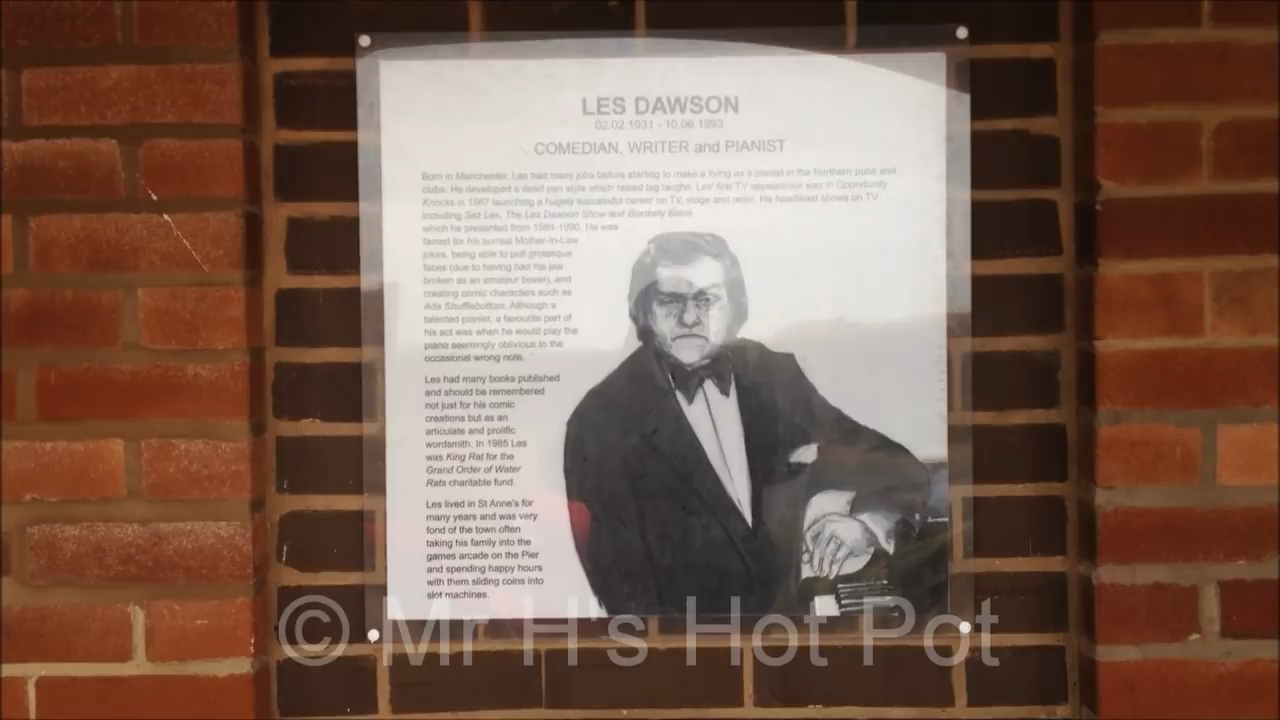 LES DAWSON
02.02.1931 - 10.06.1993
COMEDIAN, WRITER and PIANIST
Born in Manchester, Les had many jobs before starting to make a living as a pianist in the Northern pubs and
clubs. He developed a dead pan style which raised big laughs. Les' first TV appearance was in Opportunity
Knocks in 1967 launching a hugely successful career on TV, stage and radio. He headlined shows on TV
including Sez Les, The Les Dawson Show and Blankety Blank
which he presented from 1984-1990. He was
famed for his surreal Mother-In-Law
jokes, being able to pull grotesque
faces (due to having had his jaw
broken as an amateur boxer), and
creating comic characters such as
Ada Shufflebottom. Although a
talented pianist, a favourite part of
his act was when he would play the
piano seemingly oblivious to the
occasional wrong note.
Les had many books published
and should be remembered
not just for his comic
creations but as an
articulate and prolific
wordsmith. In 1985 Les
was King Rat for the
Grand Order of Water
Rats charitable fund.
Les lived in St Anne's for
many years and was very
fond of the town often
taking his family into the
games arcade on the Pier
and spending happy hours
with them sliding coins into
slot machines.
© Mr H's Hot Pot